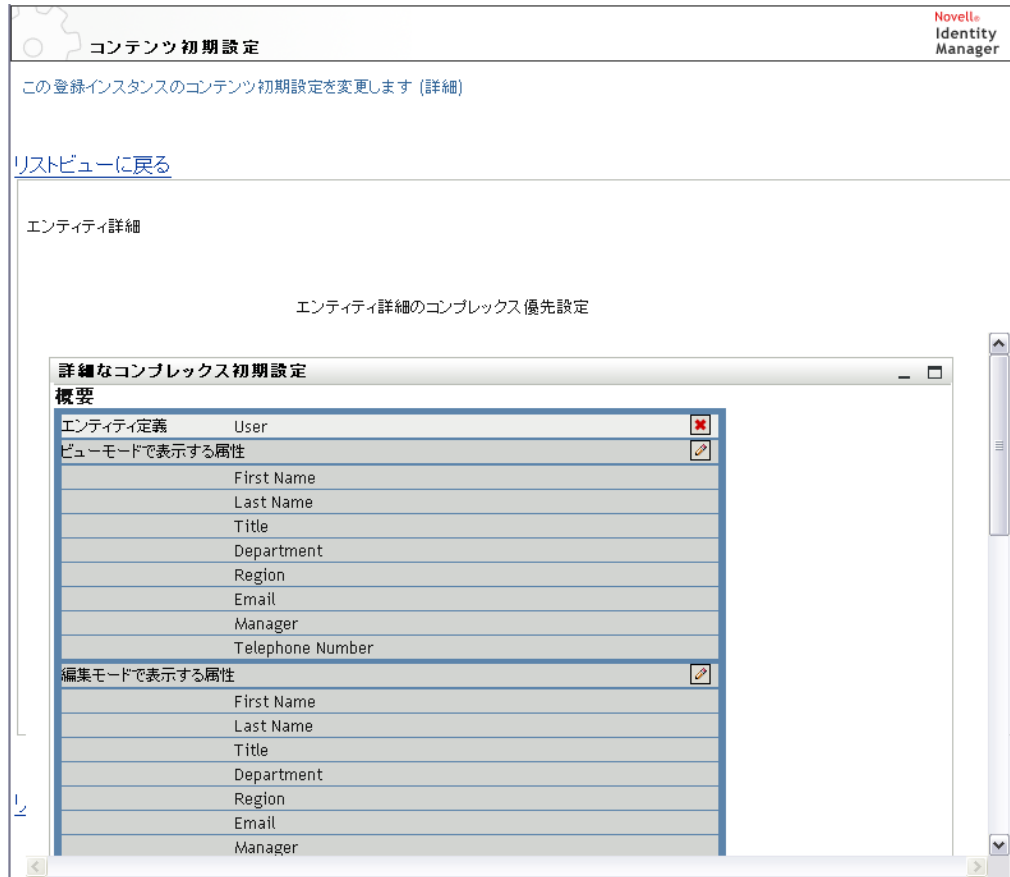 コンテンツ初期設定
Novell®
Identity
Manager
この登録インスタンスのコンテンツ初期設定を変更します (詳細)
リストビューに戻る
エンティティ詳細
エンティティ詳細のコンプレックス優先設定
詳細なコンプレックス初期設定
概要
エンティティ定義 User
ビューモードで表示する属性
First Name
Last Name
Title
Department
Region
Email
Manager
Telephone Number
編集モードで表示する属性
First Name
Last Name
Title
Department
Region
Email
Manager